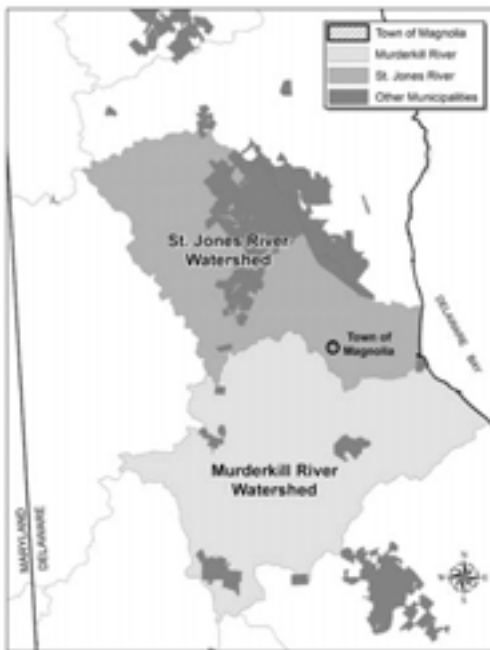 Town of Magnolia
Murderkill River
St. Jones River
Other Municipalities
St. Jones River
Watershed
Town of
Magnolia
DELAWARE BAY
Murderkill River
Watershed
MARYLAND
DELAWARE